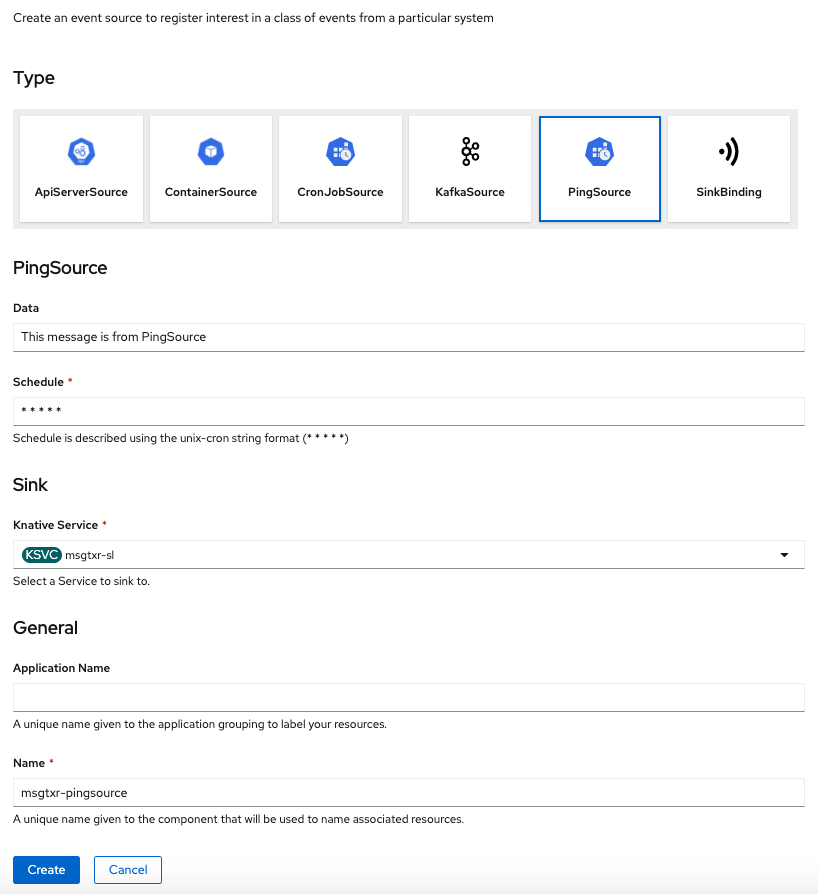 Create an event source to register interest in a class of events from a particular system
Type
ApiServerSource
ContainerSource
CronJobSource
KafkaSource
PingSource
SinkBinding
PingSource
Data
This message is from PingSource
Schedule *
* * * * *
Schedule is described using the unix-cron string format (* * * * *)
Sink
Knative Service *
KSVC msgtxr-sl
Select a Service to sink to.
General
Application Name
A unique name given to the application grouping to label your resources.
Name *
msgtxr-pingsource
A unique name given to the component that will be used to name associated resources.
Create
Cancel